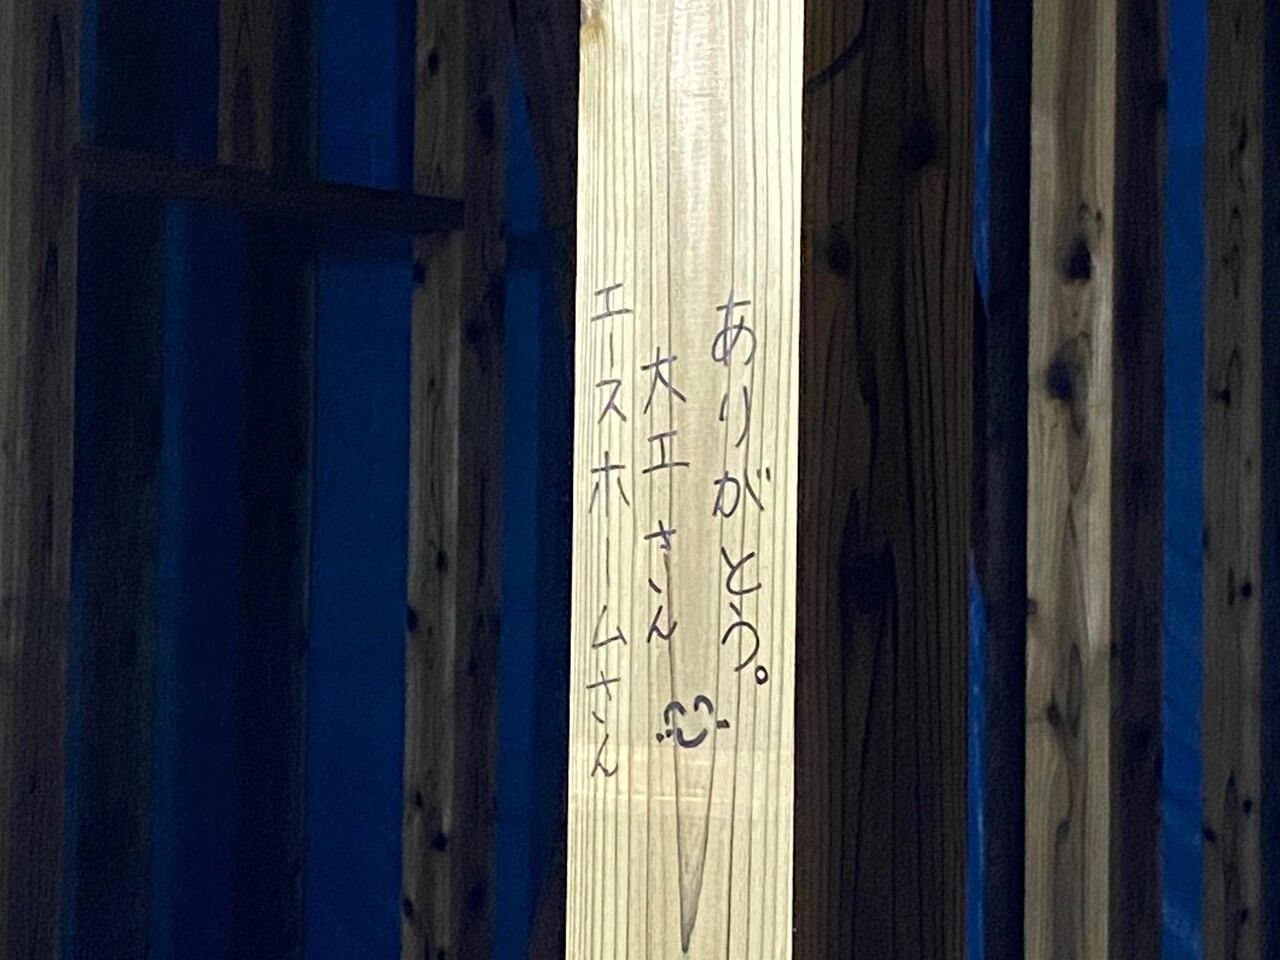 ありがとう。
大工さん
エースホームさん